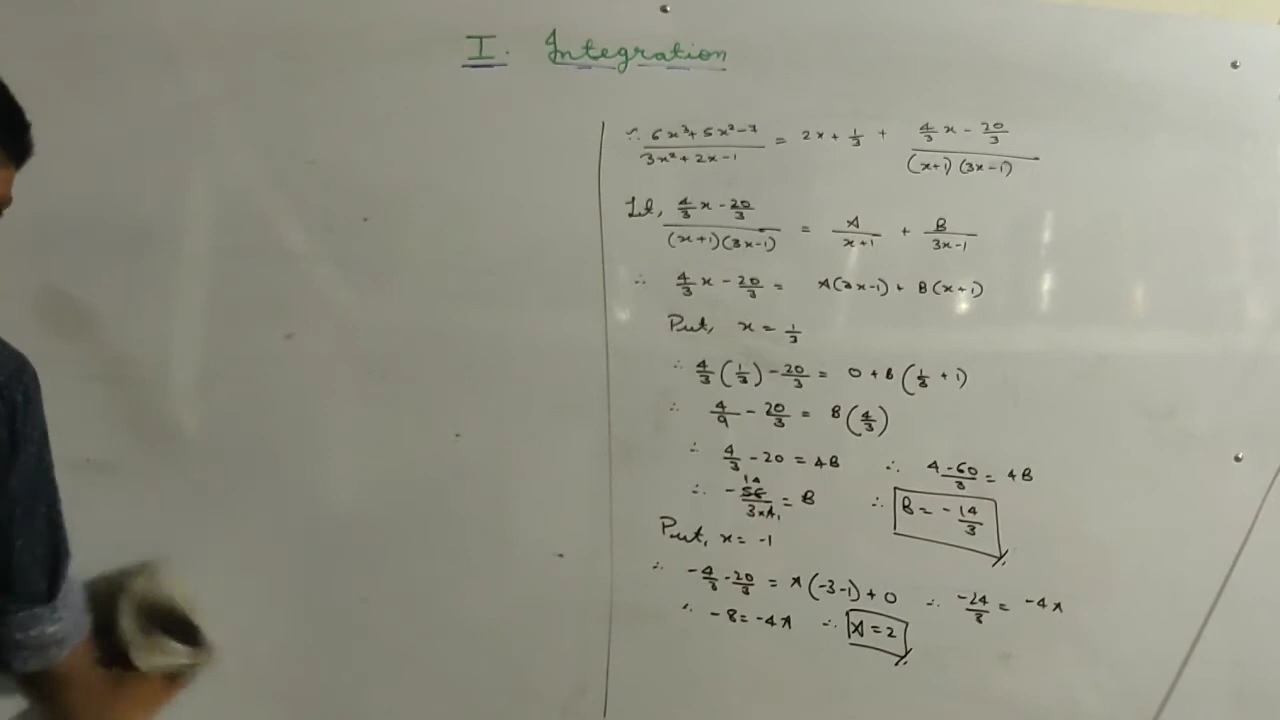 I. Integration
∴ (6x³+5x²-7)/(3x²+2x-1) = 2x + 1/3 + (4/3 x - 20/3)/((x+1)(3x-1))
Let, (4/3 x - 20/3)/((x+1)(3x-1)) = A/(x+1) + B/(3x-1)
∴ 4/3 x - 20/3 = A(3x-1) + B(x+1)
Put, x = 1/3
∴ 4/3 (1/3) - 20/3 = 0 + B(1/3 + 1)
∴ 4/9 - 20/3 = B(4/3)
∴ 4/3 - 20 = 4B ∴ (4-60)/3 = 4B
∴ -56/(3×4) = B ∴ B = -14/3
Put, x = -1
∴ -4/3 - 20/3 = A(-3-1) + 0 ∴ -24/3 = -4A
∴ -8 = -4A ∴ A = 2